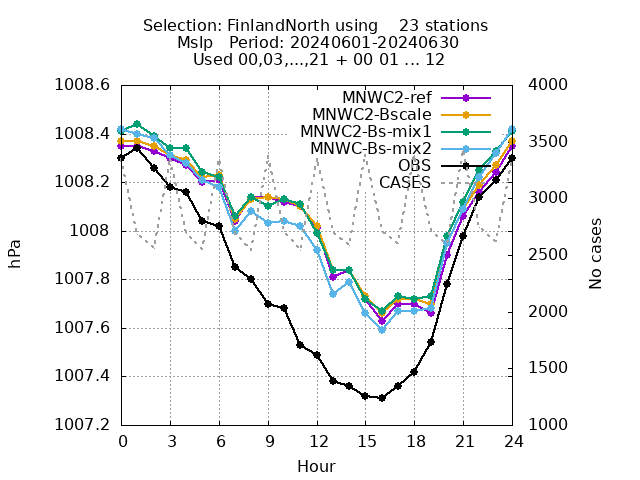 Selection: FinlandNorth using    23 stations
Mslp   Period: 20240601-20240630
Used 00,03,...,21 + 00 01 ... 12
1008.6
1008.4
1008.2
1008
1007.8
1007.6
1007.4
1007.2
hPa
4000
3500
3000
2500
2000
1500
1000
No cases
MNWC2-ref
MNWC2-Bscale
MNWC2-Bs-mix1
MNWC-Bs-mix2
OBS
CASES
0 3 6 9 12 15 18 21 24
Hour